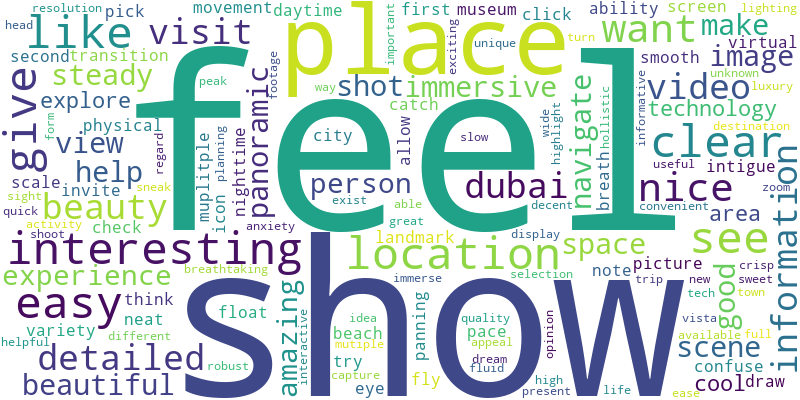 resolution
pick
movement
daytime
first
museum
click
ability
screen
lighting
head
like
second
transition
visit
place
important
exciting
unique
want
turn
make
virtual
image
smooth
unknown
luxury
give
steady
explore
physical
form
feel
peak
footage
way
shot
immersive
catch
video
technology
informative
view
regard
panoramic
city
allow
slow
wide
highlight
navigate
breath
clear
destination
help
scale
invite
muplitple
icon
planning
nighttime
person
exist
able
dubai
decent
hollistic
useful
intigue
convenient
zoom
nice
sight
quick
beauty
sneak
check
anxiety
great
landmark
display
area
see
information
shoot
activity
interesting
location
space
note
picture
trip
crisp
new
sweet
tech
town
experience
breathtaking
immerse
selection
good
vista
easy
think
float
amazing
interactive
show
idea
beach
mutiple
panning
quality
pace
appeal
opinion
available
full
scene
variety
neat
different
helpful
detailed
robust
try
capture
dream
fluid
confuse
beautiful
eye
fly
high
present
life
cool
draw
ease